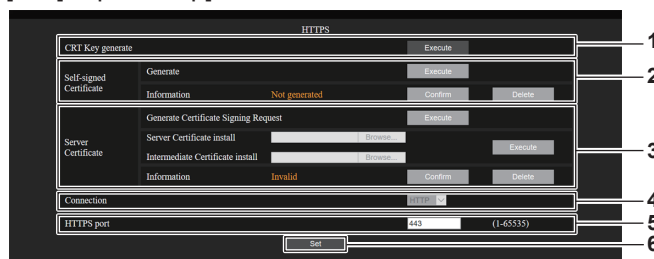 HTTPS
CRT Key generate Execute 1
Self-signed Certificate Generate Execute 2
Information Not generated Confirm Delete
Server Certificate Generate Certificate Signing Request Execute 3
Server Certificate install Browse... Execute
Intermediate Certificate install Browse...
Information Invalid Confirm Delete
Connection HTTP 4
HTTPS port 443 (1-65535) 5
Set 6